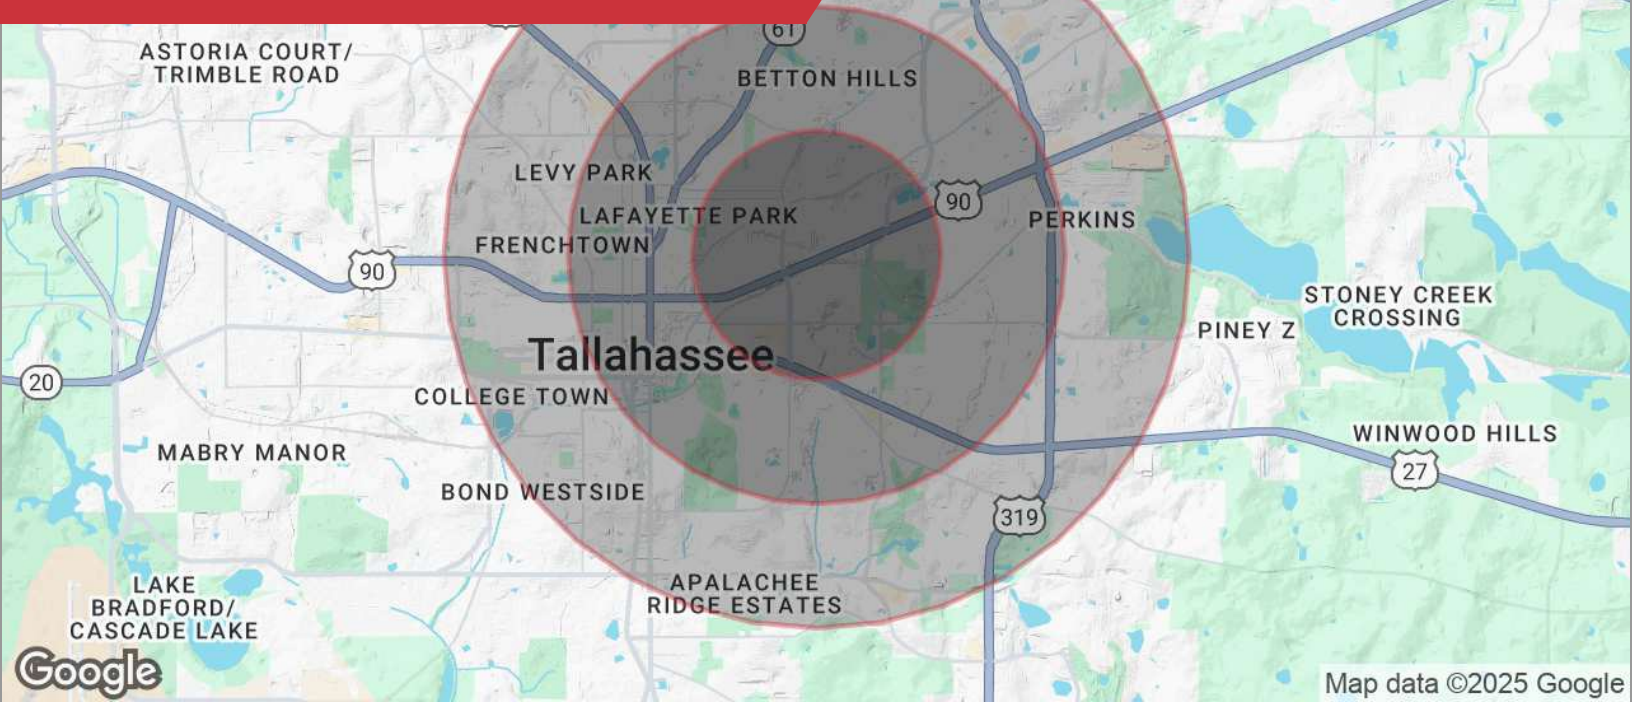 61
ASTORIA COURT/
TRIMBLE ROAD
BETTON HILLS
LEVY PARK
90
LAFAYETTE PARK
PERKINS
FRENCHTOWN
90
STONEY CREEK
CROSSING
PINEY Z
Tallahassee
20
COLLEGE TOWN
WINWOOD HILLS
MABRY MANOR
27
BOND WESTSIDE
319
APALACHEE
RIDGE ESTATES
LAKE
BRADFORD/
CASCADE LAKE
Google
Map data ©2025 Google